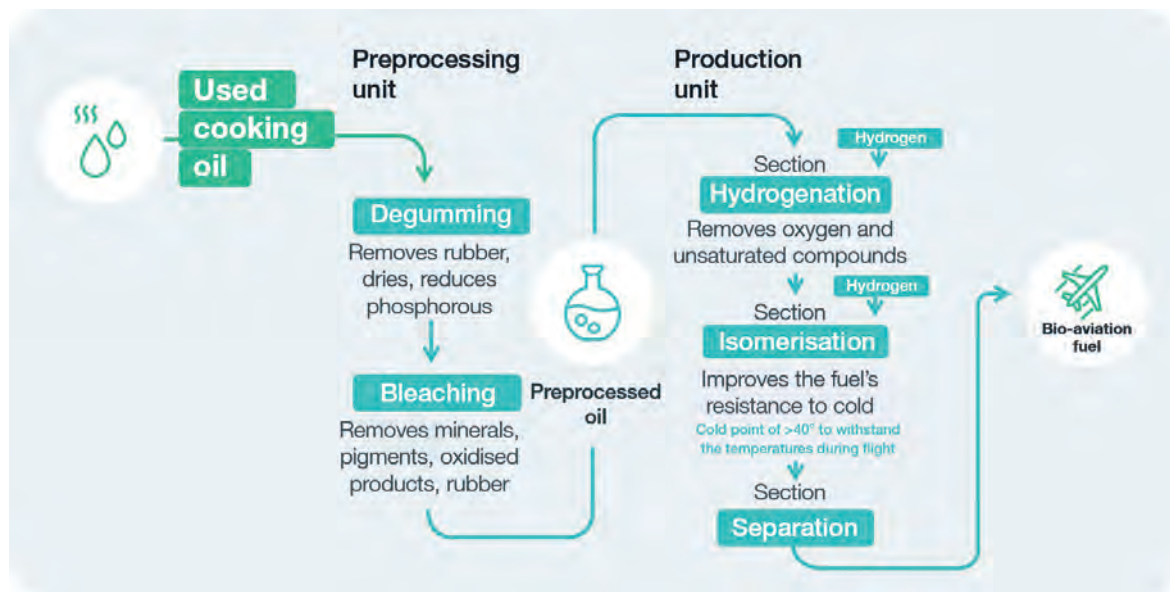 Used
cooking
oil
Preprocessing
unit
Degumming
Removes rubber,
dries, reduces
phosphorous
Bleaching
Removes minerals,
pigments, oxidised
products, rubber
Preprocessed
oil
Production
unit
Hydrogen
Section
Hydrogenation
Removes oxygen and
unsaturated compounds
Hydrogen
Section
Isomerisation
Improves the fuel's
resistance to cold
Cold point of >40° to withstand
the temperatures during flight
Section
Separation
Bio-aviation
fuel